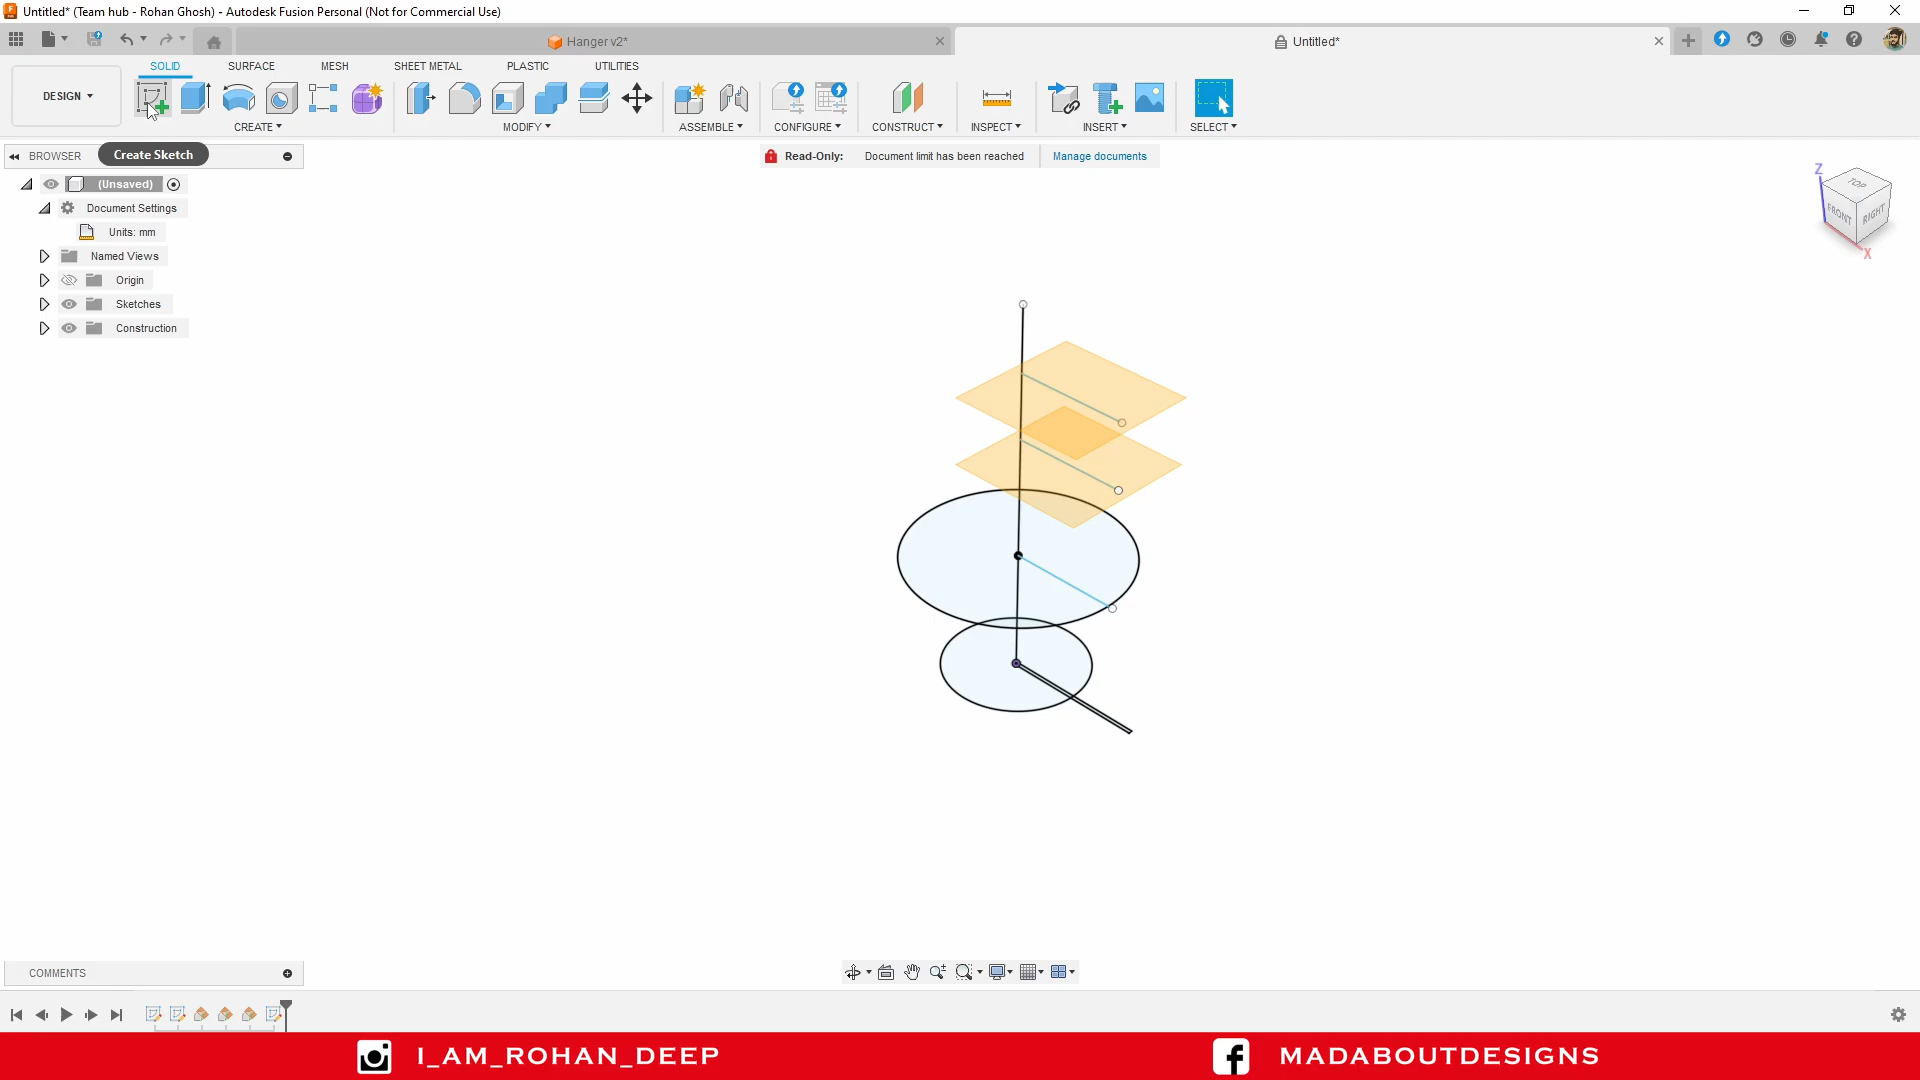 Untitled* (Team hub - Rohan Ghosh) - Autodesk Fusion Personal (Not for Commercial Use)
Hanger v2*
Untitled*
SOLID
SURFACE
MESH
SHEET METAL
PLASTIC
UTILITIES
DESIGN
CREATE
MODIFY
ASSEMBLE
CONFIGURE
CONSTRUCT
INSPECT
INSERT
SELECT
BROWSER
Create Sketch
Read-Only: Document limit has been reached Manage documents
(Unsaved)
Document Settings
Units: mm
Named Views
Origin
Sketches
Construction
Z
TOP
FRONT
RIGHT
X
COMMENTS
I_AM_ROHAN_DEEP
MADABOUTDESIGNS